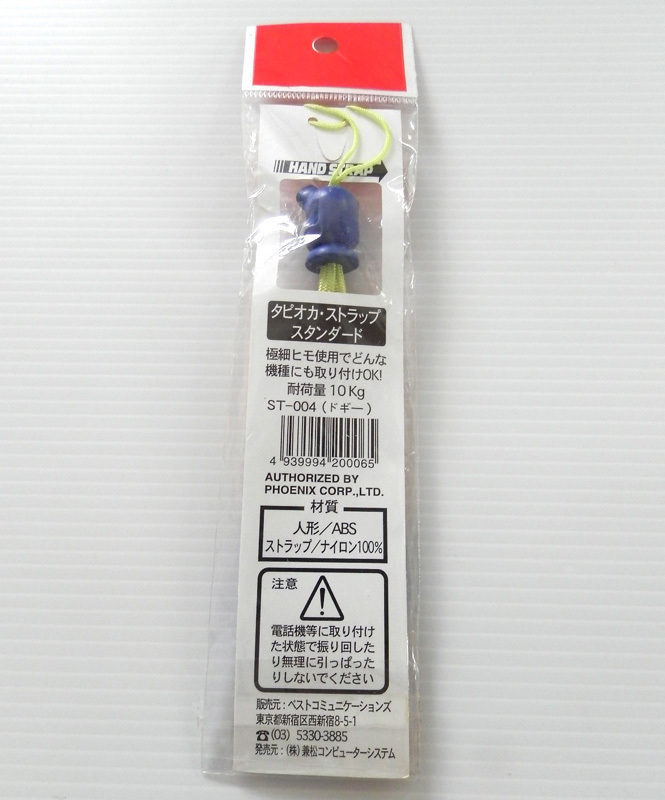 HAND STRAP
タピオカ・ストラップ
スタンダード
極細ヒモ使用でどんな
機種にも取り付けOK!
耐荷量10Kg
ST-004(ドギー)
4 939994 200065
AUTHORIZED BY
PHOENIX CORP.,LTD.
材質
人形/ABS
ストラップ/ナイロン100%
注意
電話機等に取り付け
た状態で振り回した
り無理に引っぱった
りしないでください
販売元:ベストコミュニケーションズ
東京都新宿区西新宿8-5-1
☎(03) 5330-3885
発売元:(株)兼松コンピューターシステム